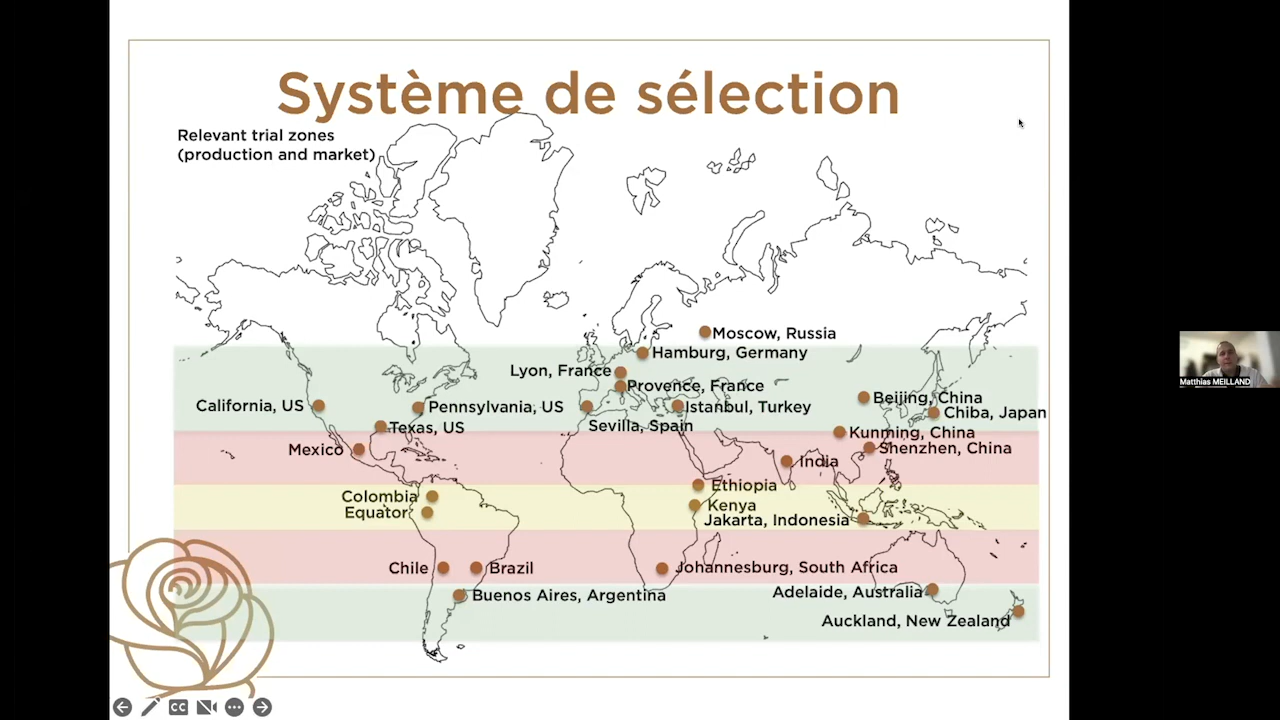 Système de sélection
Relevant trial zones
(production and market)
Moscow, Russia
Hamburg, Germany
Lyon, France
Provence, France
California, US
Pennsylvania, US
Istanbul, Turkey
Beijing, China
Chiba, Japan
Texas, US
Sevilla, Spain
Kunming, China
Mexico
Shenzhen, China
India
Ethiopia
Colombia
Kenya
Equator
Jakarta, Indonesia
Chile
Brazil
Johannesburg, South Africa
Buenos Aires, Argentina
Adelaide, Australia
Auckland, New Zealand
Matthias MEILLAND
CC